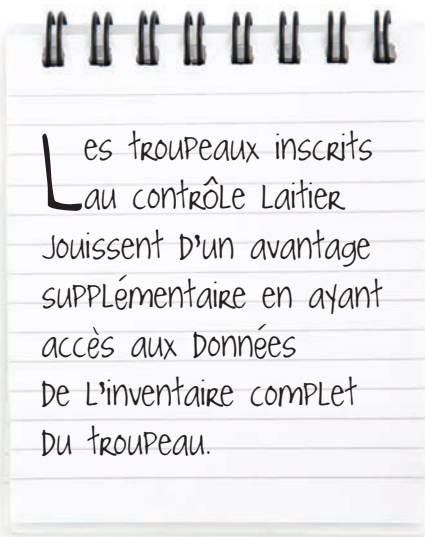 Les troupeaux inscrits
au contrôle laitier
jouissent d'un avantage
supplémentaire en ayant
accès aux données
de l'inventaire complet
du troupeau.